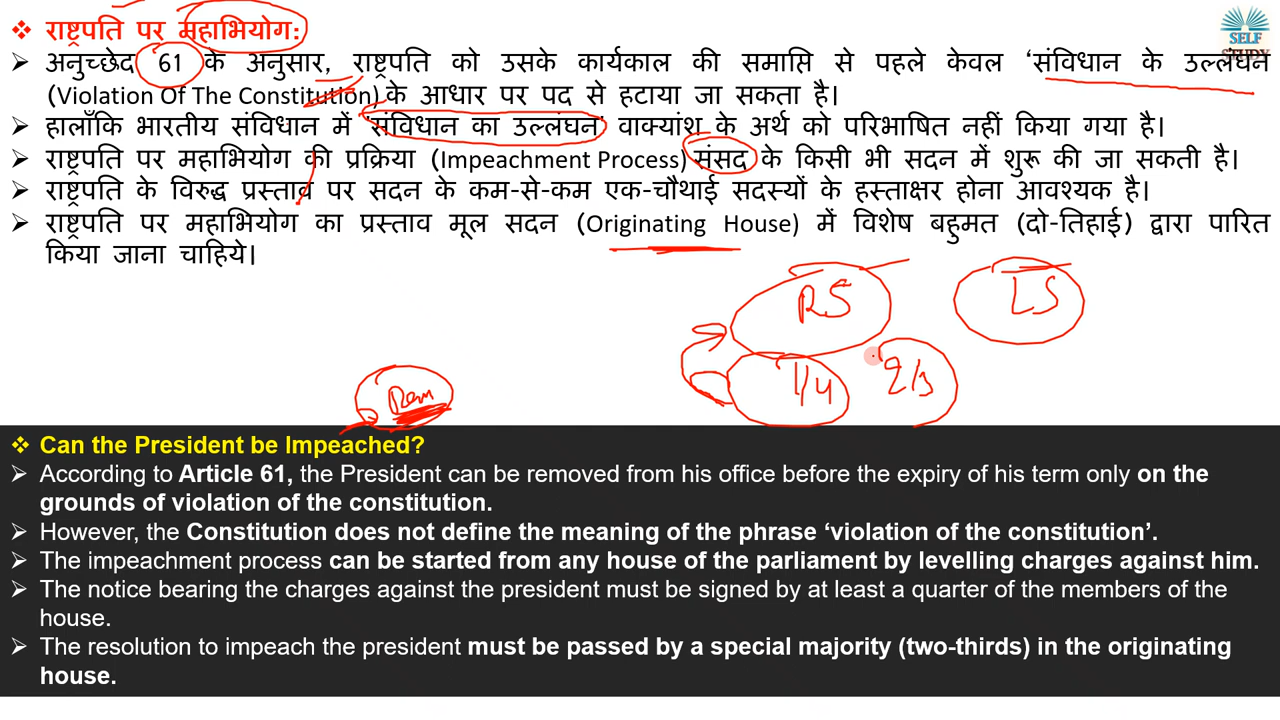 ❖ राष्ट्रपति पर महाभियोग:
SELF
STUDY
➢ अनुच्छेद 61 के अनुसार, राष्ट्रपति को उसके कार्यकाल की समाप्ति से पहले केवल ‘संविधान के उल्लंघन
(Violation Of The Constitution) के आधार पर पद से हटाया जा सकता है।
➢ हालाँकि भारतीय संविधान में 'संविधान का उल्लंघन' वाक्यांश के अर्थ को परिभाषित नहीं किया गया है।
➢ राष्ट्रपति पर महाभियोग की प्रक्रिया (Impeachment Process) संसद के किसी भी सदन में शुरू की जा सकती है।
➢ राष्ट्रपति के विरुद्ध प्रस्ताव पर सदन के कम-से-कम एक-चौथाई सदस्यों के हस्ताक्षर होना आवश्यक है।
➢ राष्ट्रपति पर महाभियोग का प्रस्ताव मूल सदन (Originating House) में विशेष बहुमत (दो-तिहाई) द्वारा पारित
किया जाना चाहिये।
RS LS
1/4 2/3
❖ Can the President be Impeached?
➢ According to Article 61, the President can be removed from his office before the expiry of his term only on the
grounds of violation of the constitution.
➢ However, the Constitution does not define the meaning of the phrase ‘violation of the constitution’.
➢ The impeachment process can be started from any house of the parliament by levelling charges against him.
➢ The notice bearing the charges against the president must be signed by at least a quarter of the members of the
house.
➢ The resolution to impeach the president must be passed by a special majority (two-thirds) in the originating
house.